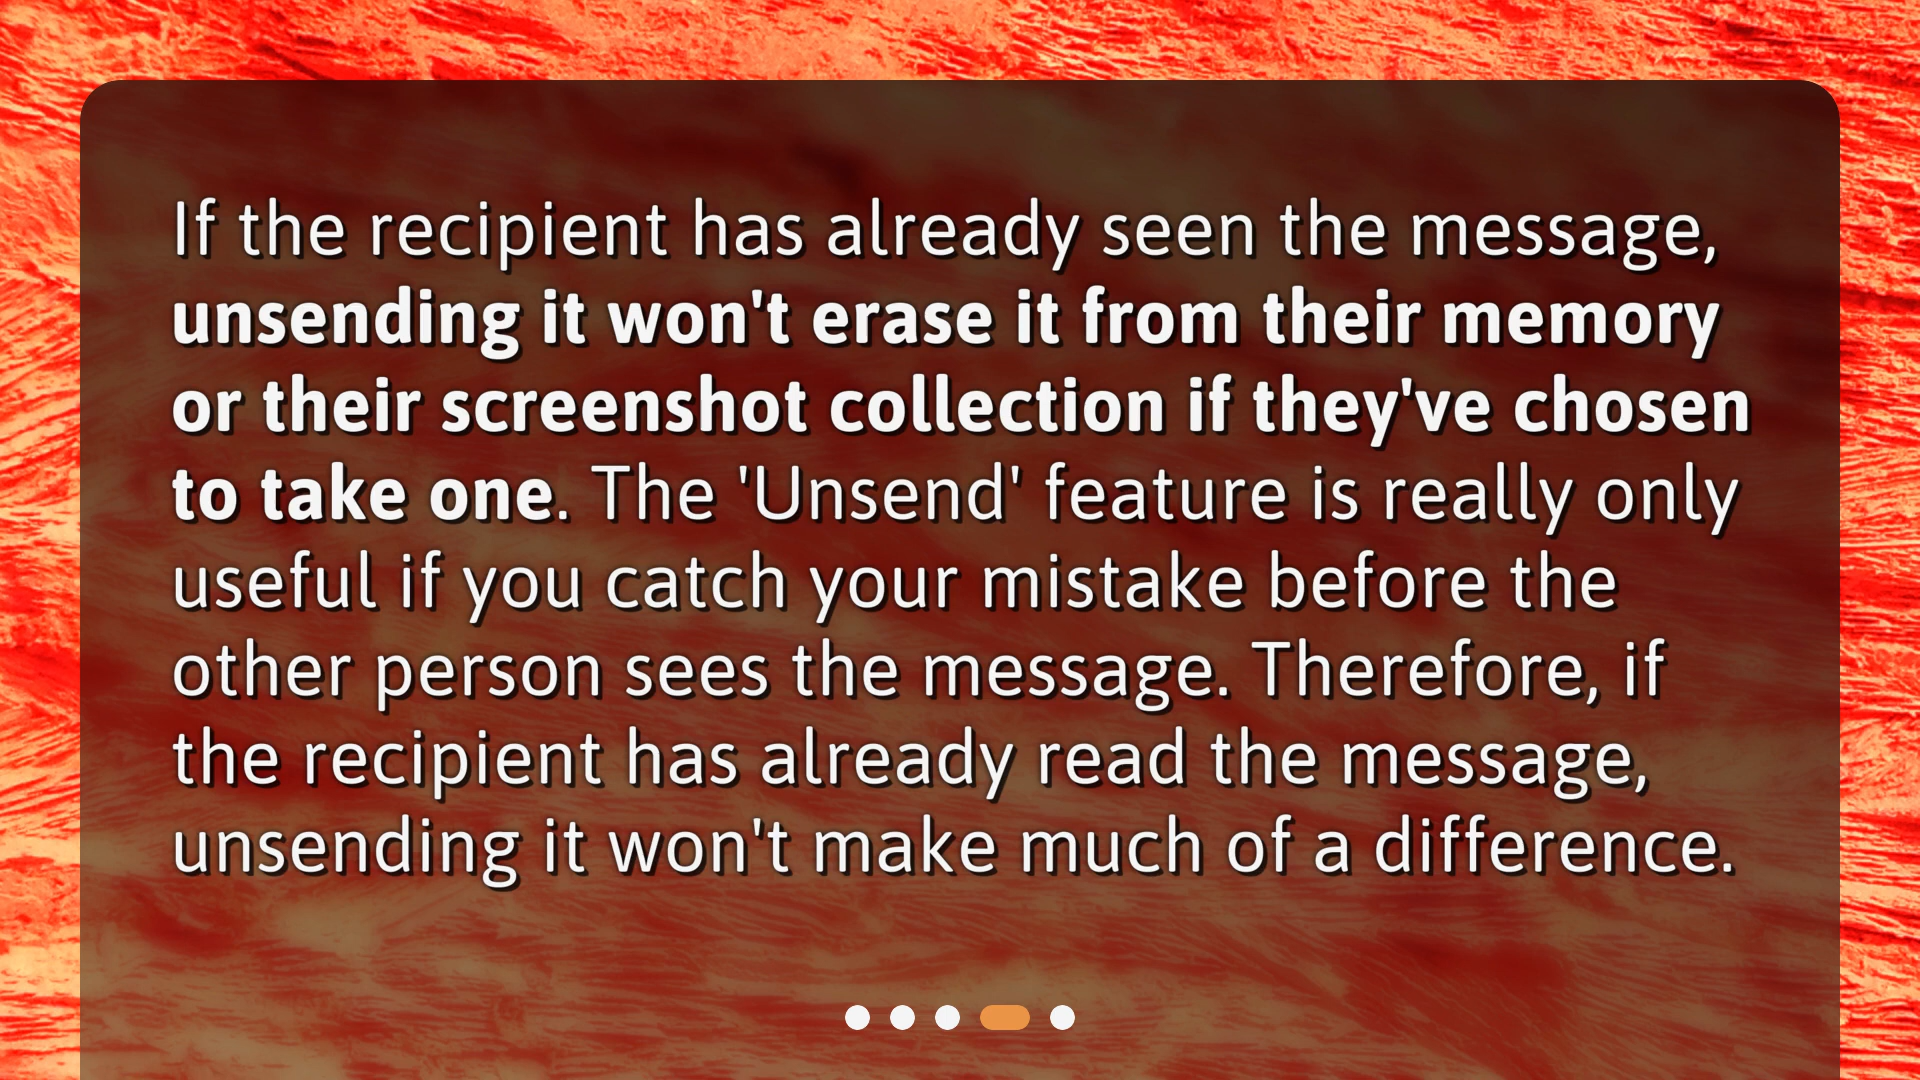 If the recipient has already seen the message,
unsending it won't erase it from their memory
or their screenshot collection if they've chosen
to take one. The 'Unsend' feature is really only
useful if you catch your mistake before the
other person sees the message. Therefore, if
the recipient has already read the message,
unsending it won't make much of a difference.